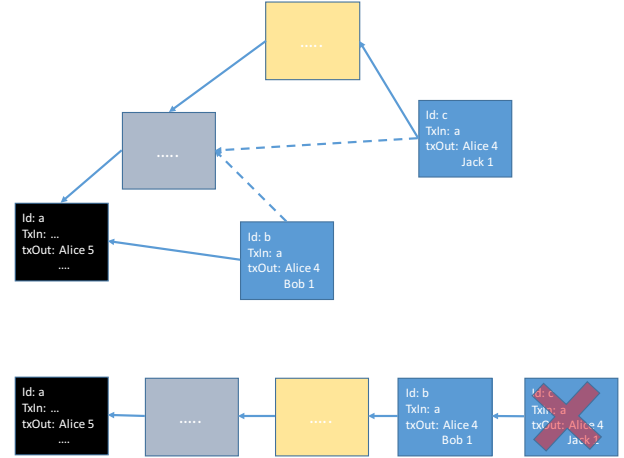 .....
Id: c
TxIn: a
txOut: Alice 4
Jack 1
.....
Id: a
TxIn: ...
txOut: Alice 5
....
Id: b
TxIn: a
txOut: Alice 4
Bob 1
Id: a
TxIn: ...
txOut: Alice 5
....
.....
.....
Id: b
TxIn: a
txOut: Alice 4
Bob 1
Id: c
TxIn: a
txOut: Alice 4
Jack 1